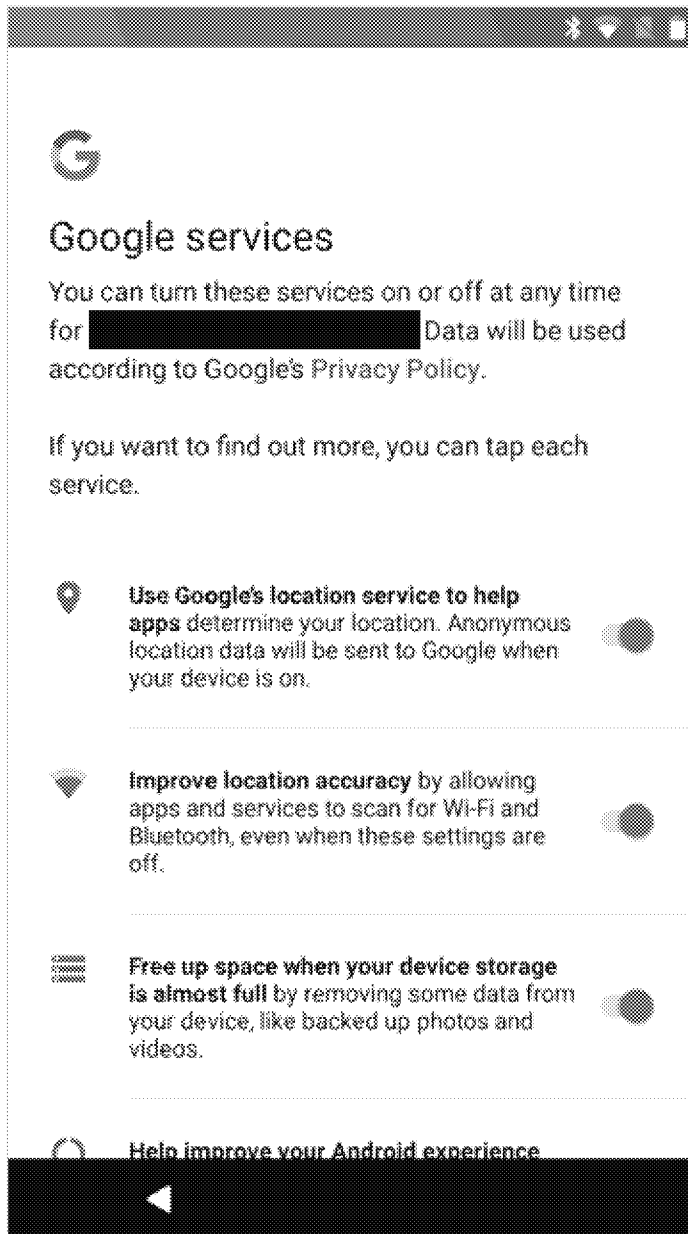 G
Google services
You can turn these services on or off at any time
for Data will be used
according to Google's Privacy Policy.
If you want to find out more, you can tap each
service.
Use Google's location service to help
apps determine your location. Anonymous
location data will be sent to Google when
your device is on.
Improve location accuracy by allowing
apps and services to scan for Wi-Fi and
Bluetooth, even when these settings are
off.
Free up space when your device storage
is almost full by removing some data from
your device, like backed up photos and
videos.
Help improve your Android experience